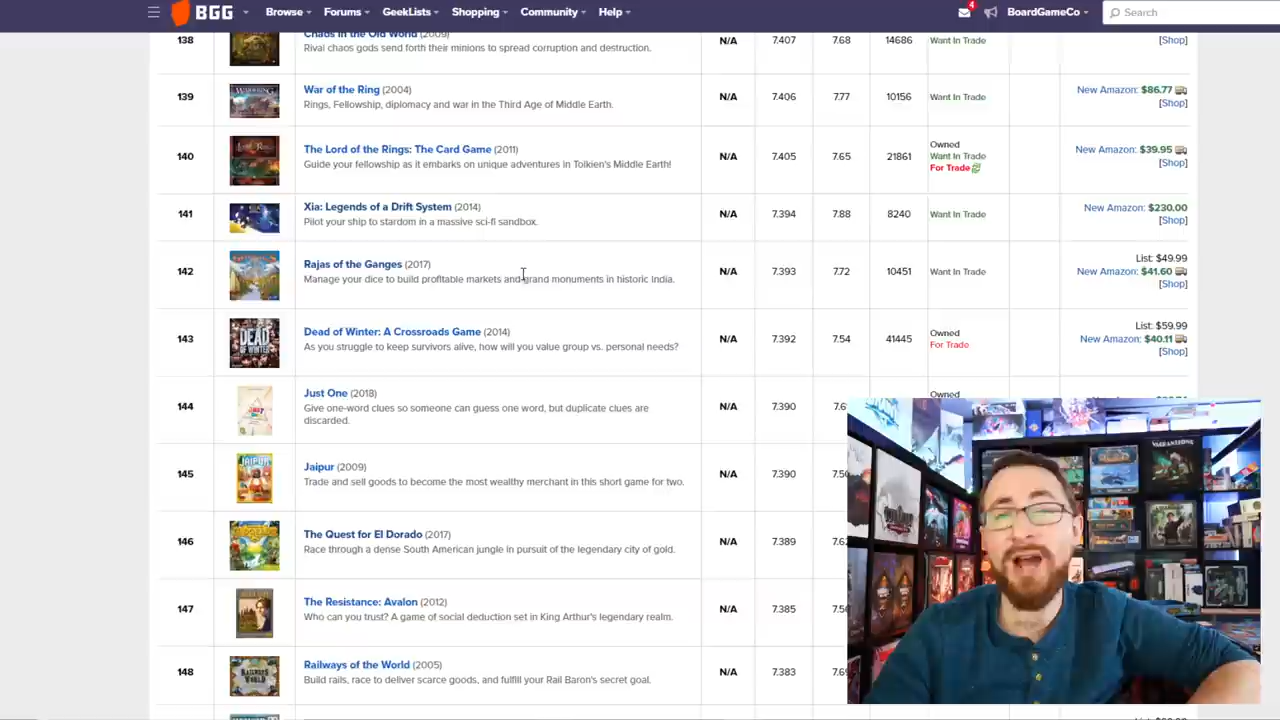 BGG Browse Forums GeekLists Shopping Community Help 4 BoardGameCo Search
138 Chaos in the Old World (2009) N/A 7.407 7.68 14686 Want In Trade [Shop]
Rival chaos gods send forth their minions to spread corruption and destruction.
139 War of the Ring (2004) N/A 7.406 7.77 10156 Want In Trade New Amazon: $86.77
Rings, Fellowship, diplomacy and war in the Third Age of Middle Earth. [Shop]
140 The Lord of the Rings: The Card Game (2011) N/A 7.405 7.65 21861 Owned New Amazon: $39.95
Guide your fellowship as it embarks on unique adventures in Tolkien's Middle Earth! Want In Trade [Shop]
For Trade
141 Xia: Legends of a Drift System (2014) N/A 7.394 7.88 8240 Want In Trade New Amazon: $230.00
Pilot your ship to stardom in a massive sci-fi sandbox. [Shop]
142 Rajas of the Ganges (2017) N/A 7.393 7.72 10451 Want In Trade List: $49.99
Manage your dice to build profitable markets and grand monuments in historic India. New Amazon: $41.60
[Shop]
143 Dead of Winter: A Crossroads Game (2014) N/A 7.392 7.54 41445 Owned List: $59.99
As you struggle to keep survivors alive, how will you value group vs. personal needs? For Trade New Amazon: $40.11
[Shop]
144 Just One (2018) N/A 7.390 Owned
Give one-word clues so someone can guess one word, but duplicate clues are
discarded.
145 Jaipur (2009) N/A 7.390
Trade and sell goods to become the most wealthy merchant in this short game for two.
146 The Quest for El Dorado (2017) N/A 7.389
Race through a dense South American jungle in pursuit of the legendary city of gold.
147 The Resistance: Avalon (2012) N/A 7.385
Who can you trust? A game of social deduction set in King Arthur's legendary realm.
148 Railways of the World (2005) N/A 7.383
Build rails, race to deliver scarce goods, and fulfill your Rail Baron's secret goal.